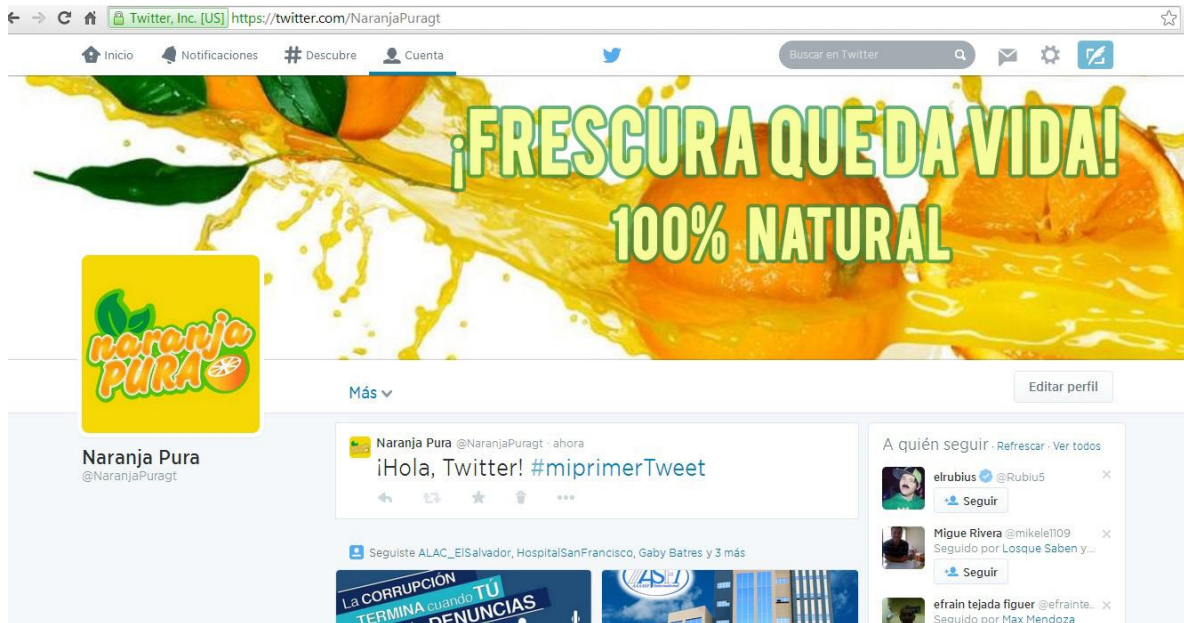 Twitter, Inc. [US] https://twitter.com/NaranjaPuragt
Inicio Notificaciones Descubre Cuenta Buscar en Twitter
¡FRESCURA QUE DA VIDA!
100% NATURAL
naranja
PURA
Más Editar perfil
Naranja Pura
@NaranjaPuragt
Naranja Pura @NaranjaPuragt · ahora
¡Hola, Twitter! #miprimerTweet
Seguiste ALAC_ElSalvador, HospitalSanFrancisco, Gaby Batres y 3 más
La CORRUPCIÓN
TERMINA cuando TÚ
DENUNCIAS
ASFI
A quién seguir · Refrescar · Ver todos
elrubius @Rubiu5
Seguir
Migue Rivera @mikele1109
Seguido por Losque Saben y...
Seguir
efrain tejada figuer @efrainte..
Seguido por Max Mendoza